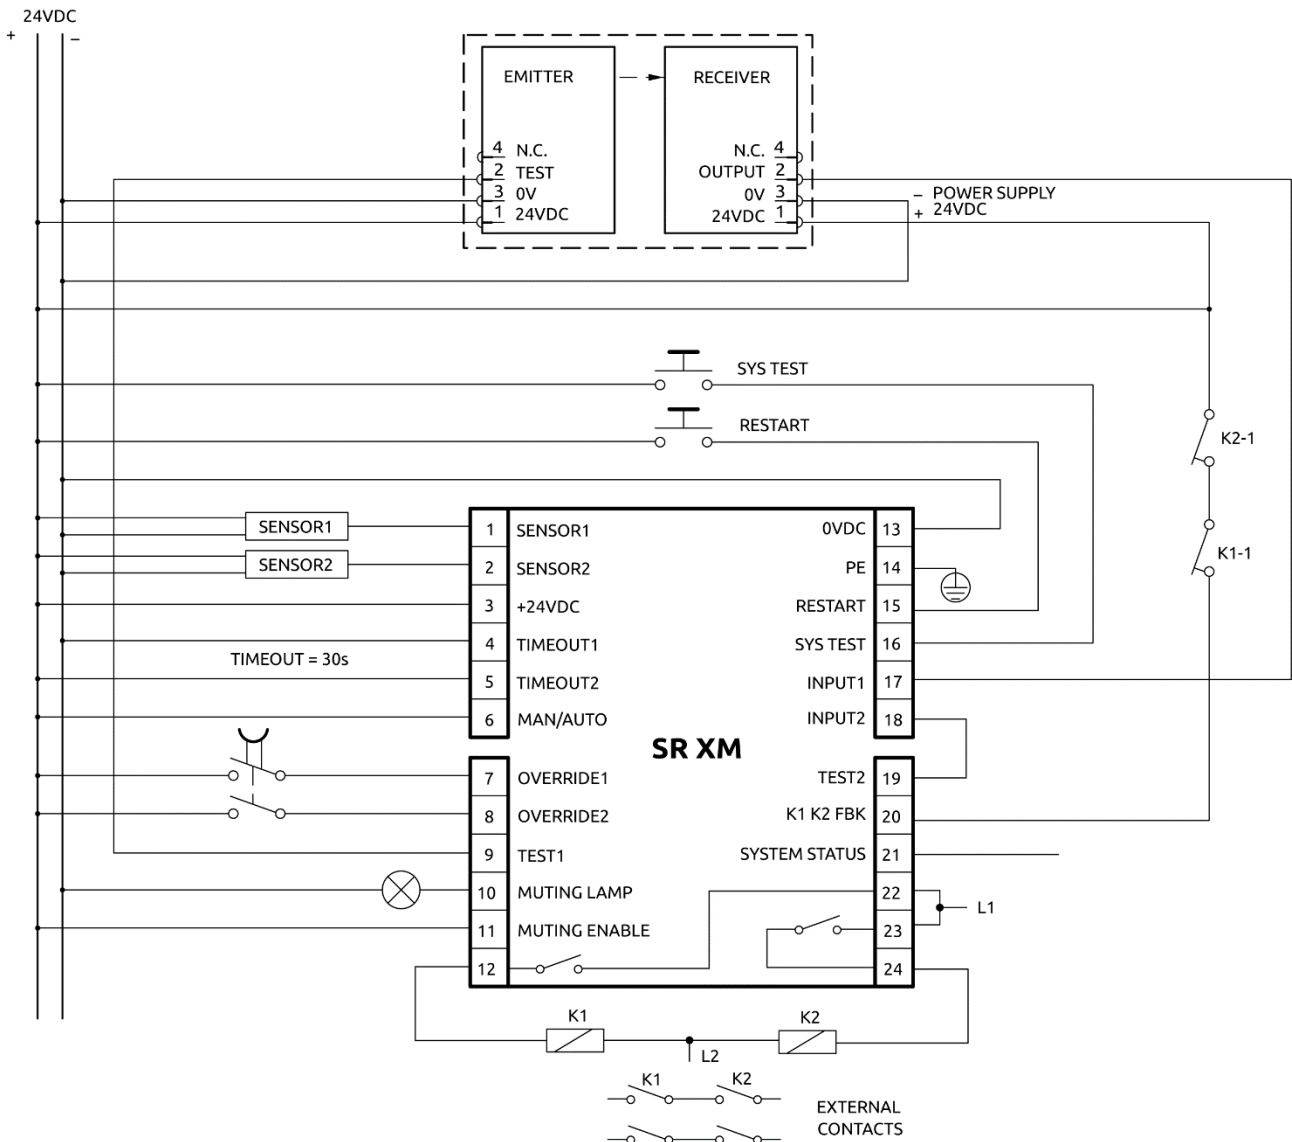 24VDC
+ –
EMITTER
RECEIVER
4 N.C.
2 TEST
3 0V
1 24VDC
N.C. 4
OUTPUT 2
0V 3
24VDC 1
– POWER SUPPLY
+ 24VDC
SYS TEST
RESTART
K2-1
K1-1
SENSOR1
SENSOR2
TIMEOUT = 30s
1 SENSOR1
2 SENSOR2
3 +24VDC
4 TIMEOUT1
5 TIMEOUT2
6 MAN/AUTO
7 OVERRIDE1
8 OVERRIDE2
9 TEST1
10 MUTING LAMP
11 MUTING ENABLE
12
SR XM
0VDC 13
PE 14
RESTART 15
SYS TEST 16
INPUT1 17
INPUT2 18
TEST2 19
K1 K2 FBK 20
SYSTEM STATUS 21
22
23
24
L1
K1
K2
L2
K1 K2
EXTERNAL
CONTACTS